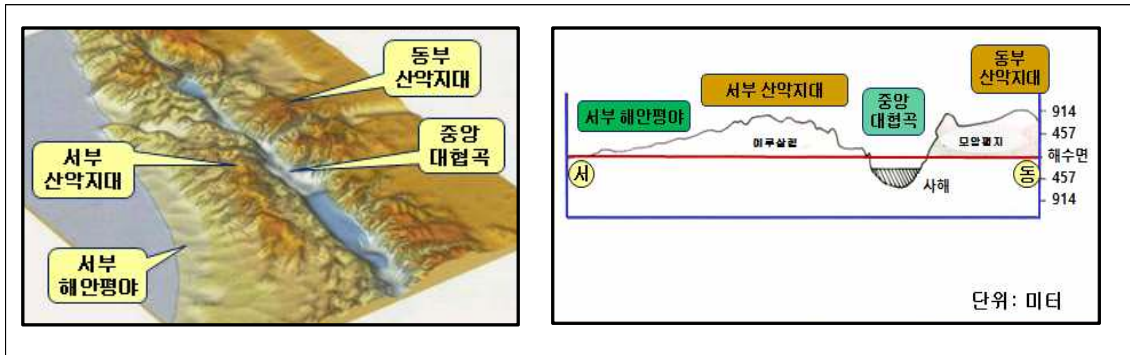 동부
산악지대
중앙
대협곡
서부
산악지대
서부
해안평야
서부 해안평야
서부 산악지대
중앙
대협곡
동부
산악지대
예루살렘
모압평지
사해
서
동
914
457
해수면
457
914
단위: 미터